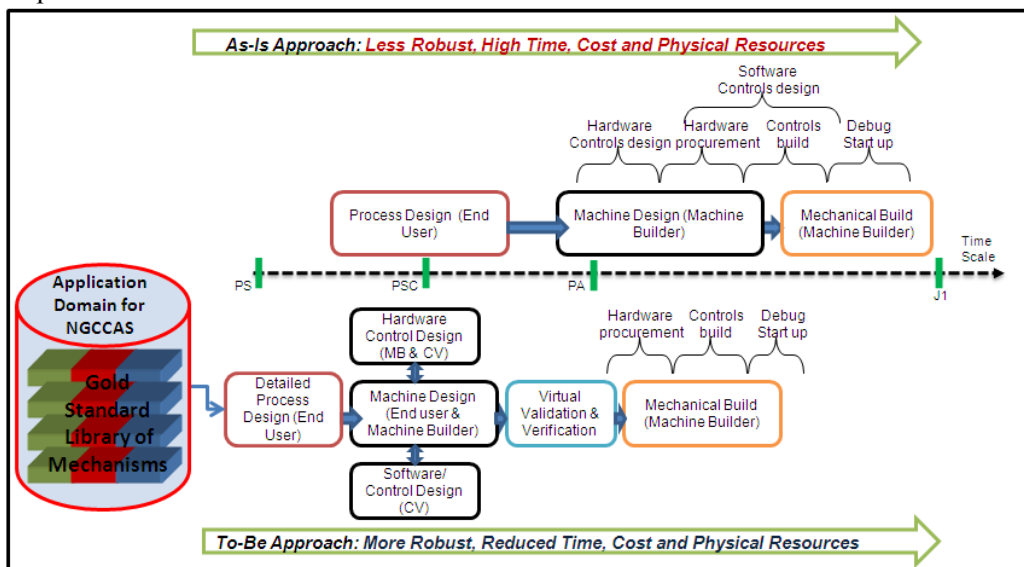 As-Is Approach: Less Robust, High Time, Cost and Physical Resources
Software
Controls design
Hardware
Controls design
Hardware
procurement
Controls
build
Debug
Start up
Process Design (End
User)
Machine Design (Machine
Builder)
Mechanical Build
(Machine Builder)
Time
Scale
PS
PSC
PA
J1
Application
Domain for
NGCCAS
Gold
Standard
Library of
Mechanisms
Hardware
Control Design
(MB & CV)
Hardware
procurement
Controls
build
Debug
Start up
Detailed
Process
Design (End
User)
Machine Design
(End user &
Machine Builder)
Virtual
Validation &
Verification
Mechanical Build
(Machine Builder)
Software/
Control Design
(CV)
To-Be Approach: More Robust, Reduced Time, Cost and Physical Resources